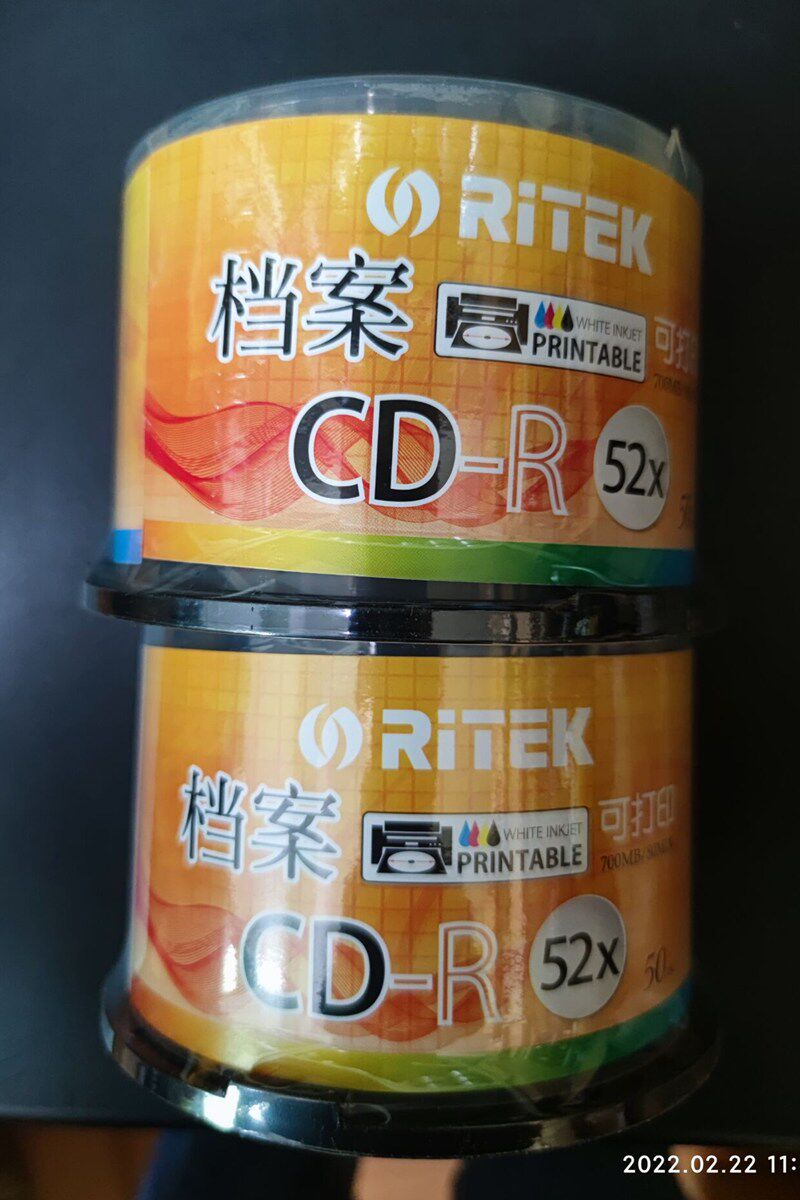 RiTEK
档案
WHITE INKJET
PRINTABLE
可打
CD-R
52x
RiTEK
档案
WHITE INKJET
PRINTABLE
可打印
700MB/80MIN
CD-R
52x
50
2022.02.22 11: